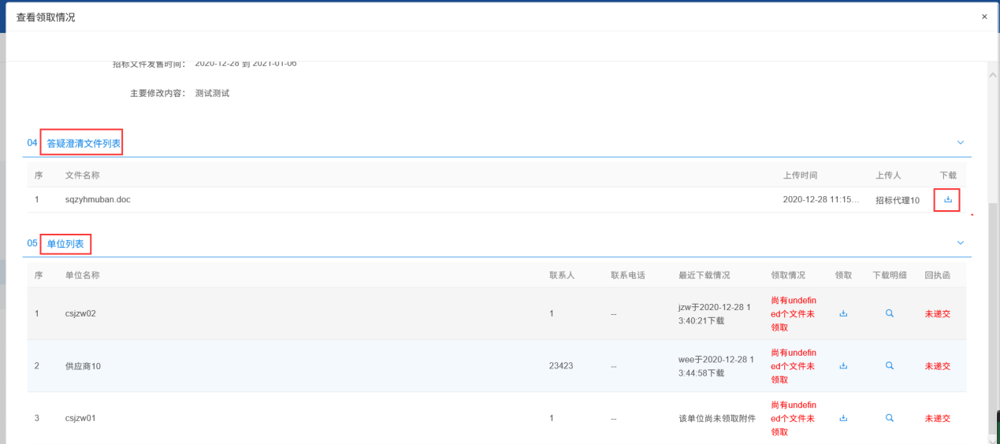 查看领取情况 ×
招标文件发售时间： 2020-12-28 到 2021-01-06
主要修改内容： 测试测试
04 答疑澄清文件列表
序 文件名称 上传时间 上传人 下载
1 sqzyhmuban.doc 2020-12-28 11:15... 招标代理10
05 单位列表
序 单位名称 联系人 联系电话 最近下载情况 领取情况 领取 下载明细 回执函
1 csjzw02 1 -- jzw于2020-12-28 1
3:40:21下载
尚有undefin
ed个文件未
领取
未递交
2 供应商10 23423 -- wee于2020-12-28 1
3:44:58下载
尚有undefin
ed个文件未
领取
未递交
3 csjzw01 1 -- 该单位尚未领取附件
尚有undefin
ed个文件未
领取
未递交